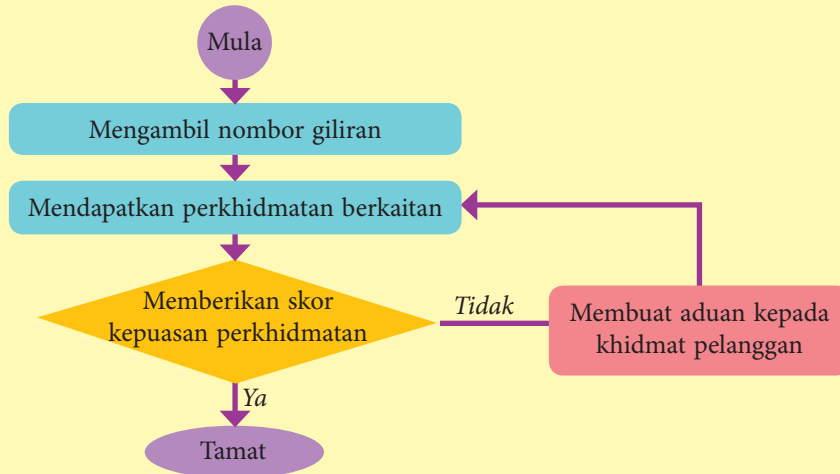 Mula
Mengambil nombor giliran
Mendapatkan perkhidmatan berkaitan
Memberikan skor
kepuasan perkhidmatan
Tidak
Membuat aduan kepada
khidmat pelanggan
Ya
Tamat